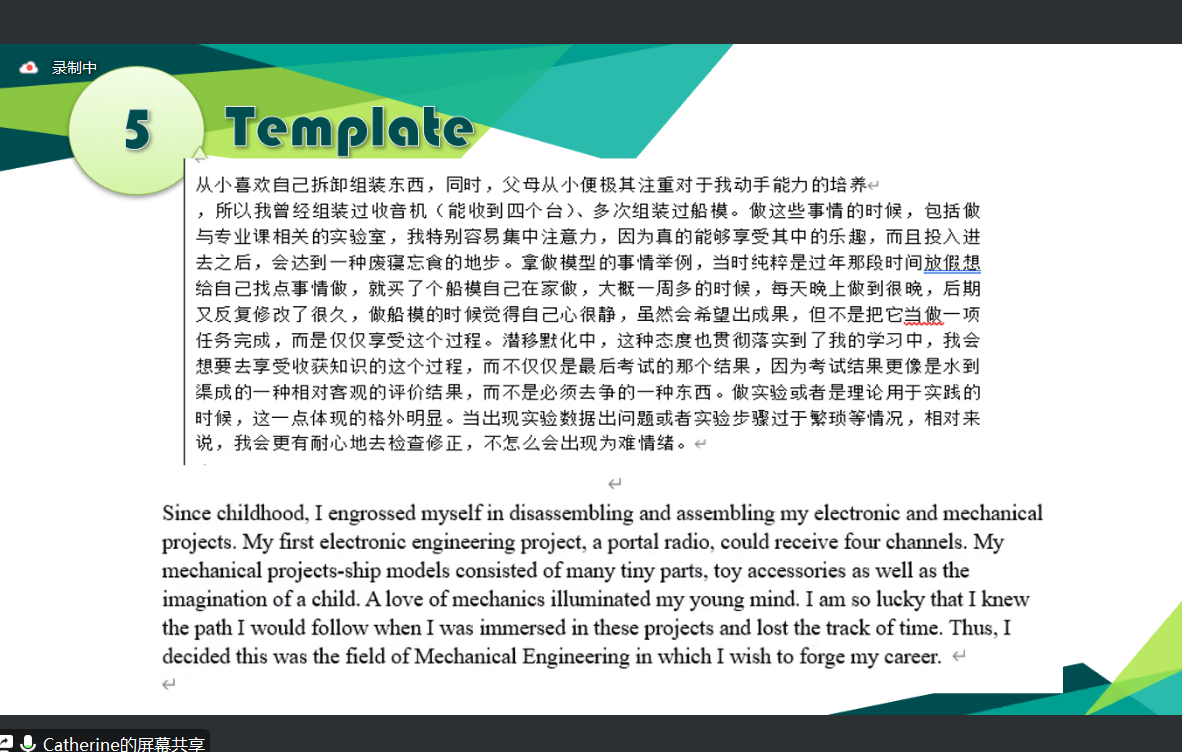 录制中
5 Template
从小喜欢自己拆卸组装东西，同时，父母从小便极其注重对于我动手能力的培养
，所以我曾经组装过收音机（能收到四个台）、多次组装过船模。做这些事情的时候，包括做
与专业课相关的实验室，我特别容易集中注意力，因为真的能够享受其中的乐趣，而且投入进
去之后，会达到一种废寝忘食的地步。拿做模型的事情举例，当时纯粹是过年那段时间放假想
给自己找点事情做，就买了个船模自己在家做，大概一周多的时候，每天晚上做到很晚，后期
又反复修改了很久，做船模的时候觉得自己心很静，虽然会希望出成果，但不是把它当做一项
任务完成，而是仅仅享受这个过程。潜移默化中，这种态度也贯彻落实到了我的学习中，我会
想要去享受收获知识的这个过程，而不仅仅是最后考试的那个结果，因为考试结果更像是水到
渠成的一种相对客观的评价结果，而不是必须去争的一种东西。做实验或者是理论用于实践的
时候，这一点体现的格外明显。当出现实验数据出问题或者实验步骤过于繁琐等情况，相对来
说，我会更有耐心地去检查修正，不怎么会出现为难情绪。
Since childhood, I engrossed myself in disassembling and assembling my electronic and mechanical
projects. My first electronic engineering project, a portal radio, could receive four channels. My
mechanical projects-ship models consisted of many tiny parts, toy accessories as well as the
imagination of a child. A love of mechanics illuminated my young mind. I am so lucky that I knew
the path I would follow when I was immersed in these projects and lost the track of time. Thus, I
decided this was the field of Mechanical Engineering in which I wish to forge my career.
Catherine的屏幕共享